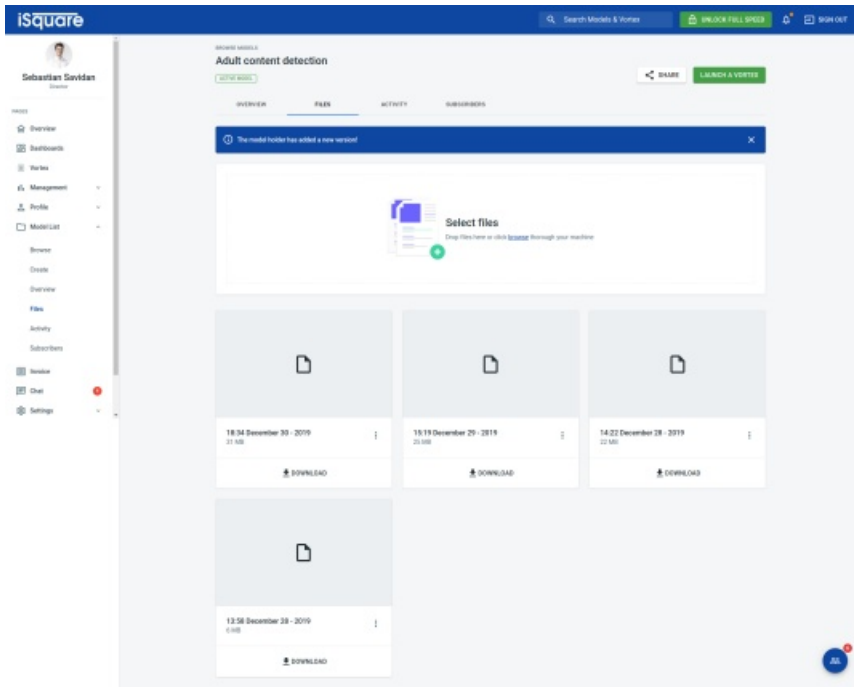 iSquare
Search Models & Vortex
UNLOCK FULL SPEED
SIGN OUT
Sebastian Savidan
Director
PAGES
Overview
Dashboards
Vortex
Management
Profile
Model List
Browse
Create
Overview
Files
Activity
Subscribers
Invoice
Chat
Settings
BROWSE MODELS
Adult content detection
ACTIVE MODEL
SHARE
LAUNCH A VORTEX
OVERVIEW
FILES
ACTIVITY
SUBSCRIBERS
The model holder has added a new version!
Select files
Drop files here or click browse thorough your machine
18:34 December 30 - 2019
31 MB
DOWNLOAD
15:19 December 29 - 2019
25 MB
DOWNLOAD
14:22 December 28 - 2019
22 MB
DOWNLOAD
13:58 December 28 - 2019
6 MB
DOWNLOAD